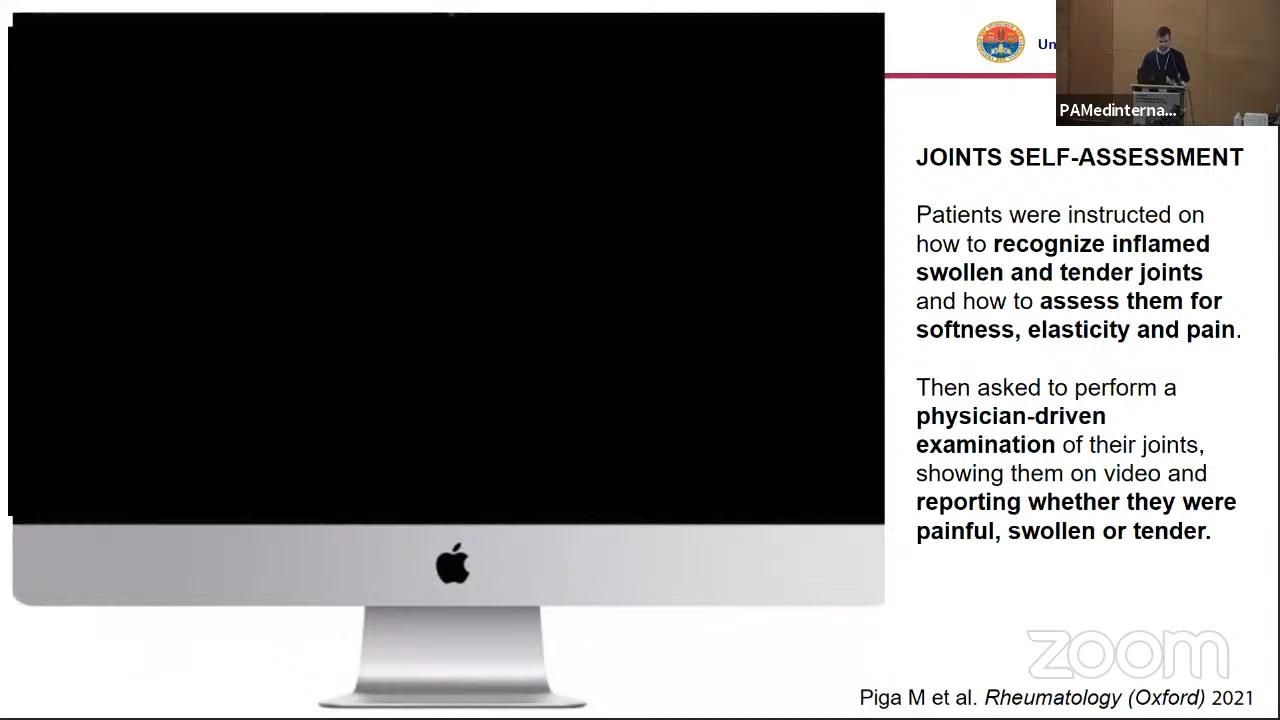 Un
PAMedinterna...
JOINTS SELF-ASSESSMENT
Patients were instructed on
how to recognize inflamed
swollen and tender joints
and how to assess them for
softness, elasticity and pain.
Then asked to perform a
physician-driven
examination of their joints,
showing them on video and
reporting whether they were
painful, swollen or tender.
zoom
Piga M et al. Rheumatology (Oxford) 2021